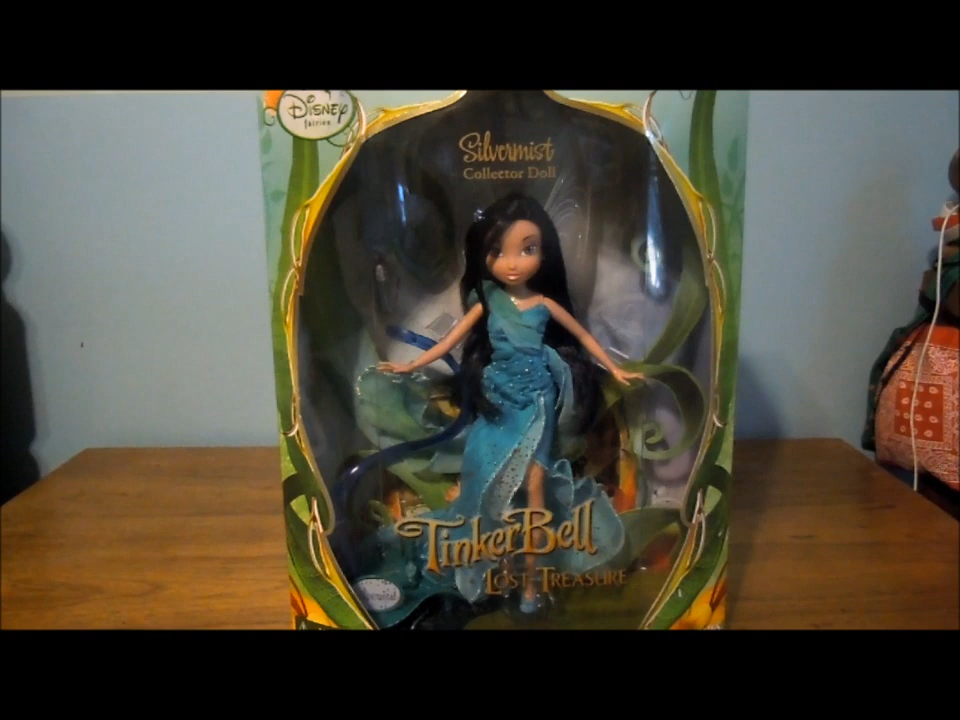 Disney
fairies
Silvermist
Collector Doll
TinkerBell
Lost Treasure